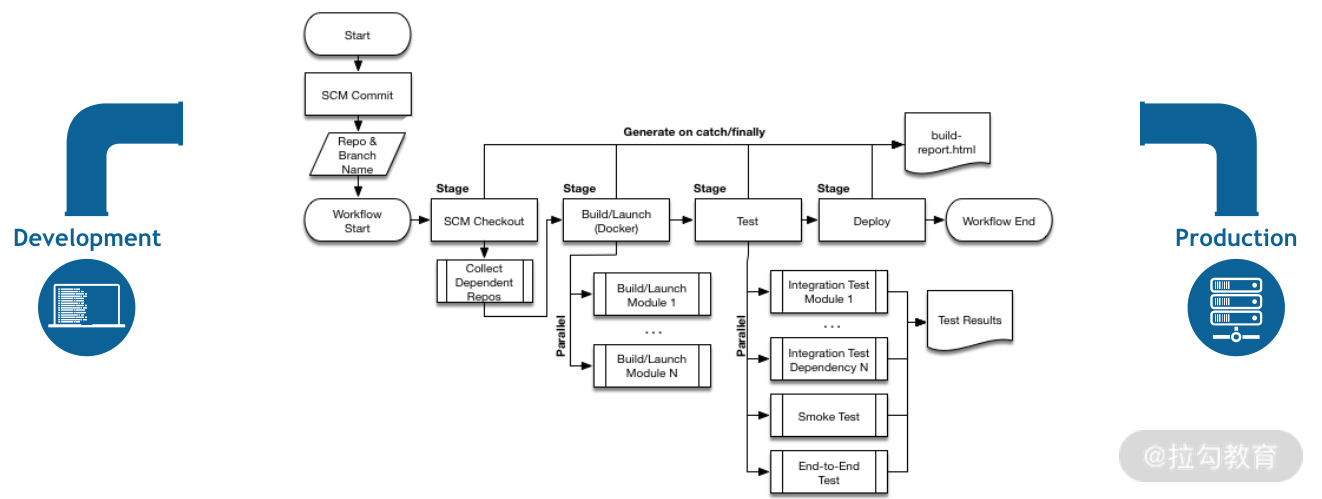 Start
SCM Commit
Repo &
Branch
Name
Workflow
Start
Generate on catch/finally
build-
report.html
Stage
SCM Checkout
Stage
Build/Launch
(Docker)
Stage
Test
Stage
Deploy
Workflow End
Development
Production
Collect
Dependent
Repos
Parallel
Build/Launch
Module 1
...
Build/Launch
Module N
Parallel
Integration Test
Module 1
...
Integration Test
Dependency N
Smoke Test
End-to-End
Test
Test Results
@拉勾教育